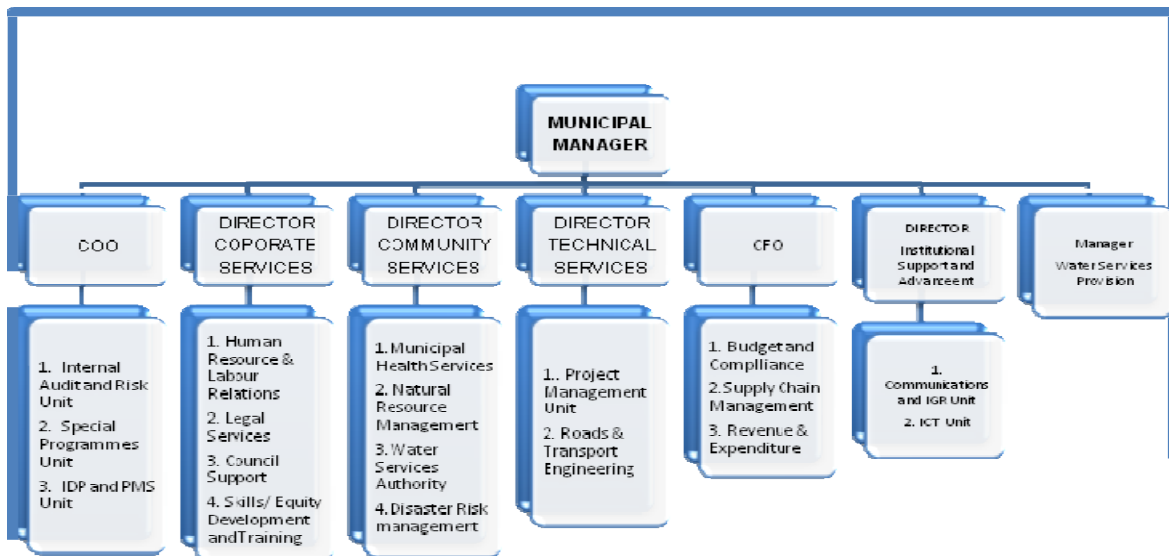 MUNICIPAL
MANAGER
COO
DIRECTOR
COPORATE
SERVICES
DIRECTOR
COMMUNITY
SERVICES
DIRECTOR
TECHNICAL
SERVICES
CFO
DIRECTOR
Institutional
Support and
Advanceent
Manager
Water Services
Provision
1. Internal
Audit and Risk
Unit
2. Special
Programmes
Unit
3. IDP and PMS
Unit
1. Human
Resource &
Labour
Relations
2. Legal
Services
3. Council
Support
4. Skills/ Equity
Development
and Training
1. Municipal
Health Services
2. Natural
Resource
Management
3. Water
Services
Authority
4. Disaster Risk
management
1.. Project
Management
Unit
2. Roads &
Transport
Engineering
1. Budget and
Complliance
2. Supply Chain
Management
3. Revenue &
Expenditure
1.
Communications
and IGR Unit
2. ICT Unit